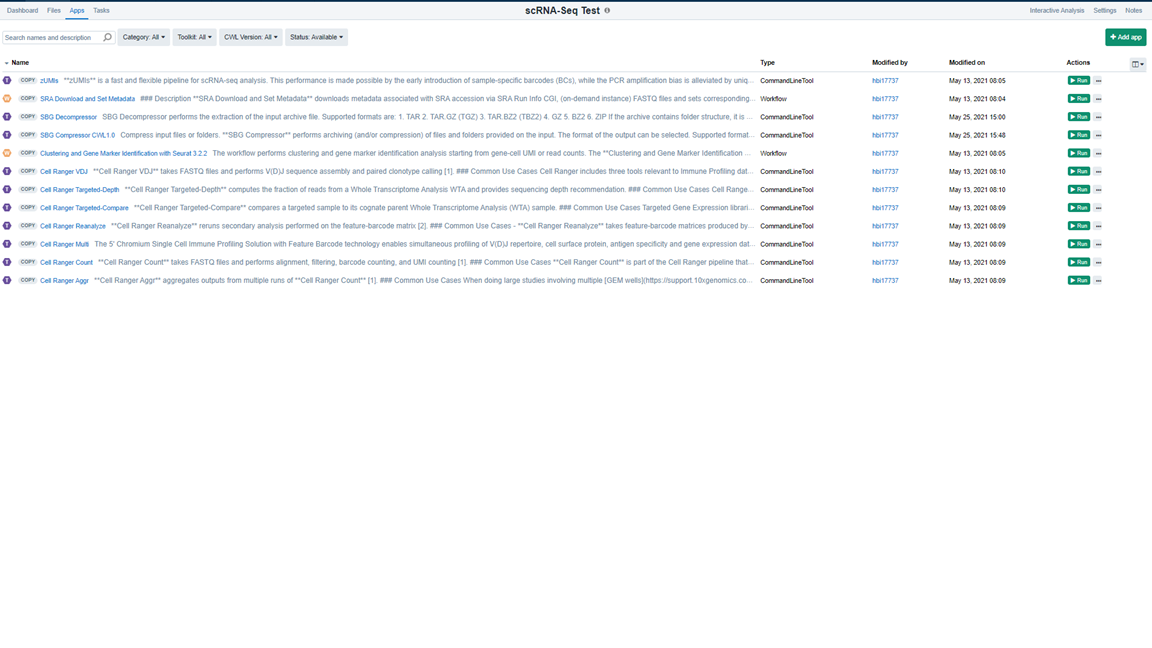 Dashboard Files Apps Tasks scRNA-Seq Test Interactive Analysis Settings Notes
Search names and description Category: All Toolkit: All CWL Version: All Status: Available + Add app
Name Type Modified by Modified on Actions
T COPY zUMIs **zUMIs** is a fast and flexible pipeline for scRNA-seq analysis. This performance is made possible by the early introduction of sample-specific barcodes (BCs), while the PCR amplification bias is alleviated by uniq... CommandLineTool hbi17737 May 13, 2021 08:05 Run
W COPY SRA Download and Set Metadata ### Description **SRA Download and Set Metadata** downloads metadata associated with SRA accession via SRA Run Info CGI, (on-demand instance) FASTQ files and sets corresponding... Workflow hbi17737 May 13, 2021 08:04 Run
T COPY SBG Decompressor SBG Decompressor performs the extraction of the input archive file. Supported formats are: 1. TAR 2. TAR.GZ (TGZ) 3. TAR.BZ2 (TBZ2) 4. GZ 5. BZ2 6. ZIP If the archive contains folder structure, it is ... CommandLineTool hbi17737 May 25, 2021 15:00 Run
T COPY SBG Compressor CWL1.0 Compress input files or folders. **SBG Compressor** performs archiving (and/or compression) of files and folders provided on the input. The format of the output can be selected. Supported format... CommandLineTool hbi17737 May 25, 2021 15:48 Run
W COPY Clustering and Gene Marker Identification with Seurat 3.2.2 The workflow performs clustering and gene marker identification analysis starting from gene-cell UMI or read counts. The **Clustering and Gene Marker Identification ... Workflow hbi17737 May 13, 2021 08:05 Run
T COPY Cell Ranger VDJ **Cell Ranger VDJ** takes FASTQ files and performs V(D)J sequence assembly and paired clonotype calling [1]. ### Common Use Cases Cell Ranger includes three tools relevant to Immune Profiling dat... CommandLineTool hbi17737 May 13, 2021 08:10 Run
T COPY Cell Ranger Targeted-Depth **Cell Ranger Targeted-Depth** computes the fraction of reads from a Whole Transcriptome Analysis WTA and provides sequencing depth recommendation. ### Common Use Cases Cell Range... CommandLineTool hbi17737 May 13, 2021 08:10 Run
T COPY Cell Ranger Targeted-Compare **Cell Ranger Targeted-Compare** compares a targeted sample to its cognate parent Whole Transcriptome Analysis (WTA) sample. ### Common Use Cases Targeted Gene Expression librari... CommandLineTool hbi17737 May 13, 2021 08:09 Run
T COPY Cell Ranger Reanalyze **Cell Ranger Reanalyze** reruns secondary analysis performed on the feature-barcode matrix [2]. ### Common Use Cases - **Cell Ranger Reanalyze** takes feature-barcode matrices produced by... CommandLineTool hbi17737 May 13, 2021 08:09 Run
T COPY Cell Ranger Multi The 5' Chromium Single Cell Immune Profiling Solution with Feature Barcode technology enables simultaneous profiling of V(D)J repertoire, cell surface protein, antigen specificity and gene expression dat... CommandLineTool hbi17737 May 13, 2021 08:09 Run
T COPY Cell Ranger Count **Cell Ranger Count** takes FASTQ files and performs alignment, filtering, barcode counting, and UMI counting [1]. ### Common Use Cases **Cell Ranger Count** is part of the Cell Ranger pipeline that... CommandLineTool hbi17737 May 13, 2021 08:09 Run
T COPY Cell Ranger Aggr **Cell Ranger Aggr** aggregates outputs from multiple runs of **Cell Ranger Count** [1]. ### Common Use Cases When doing large studies involving multiple [GEM wells](https://support.10xgenomics.co... CommandLineTool hbi17737 May 13, 2021 08:09 Run